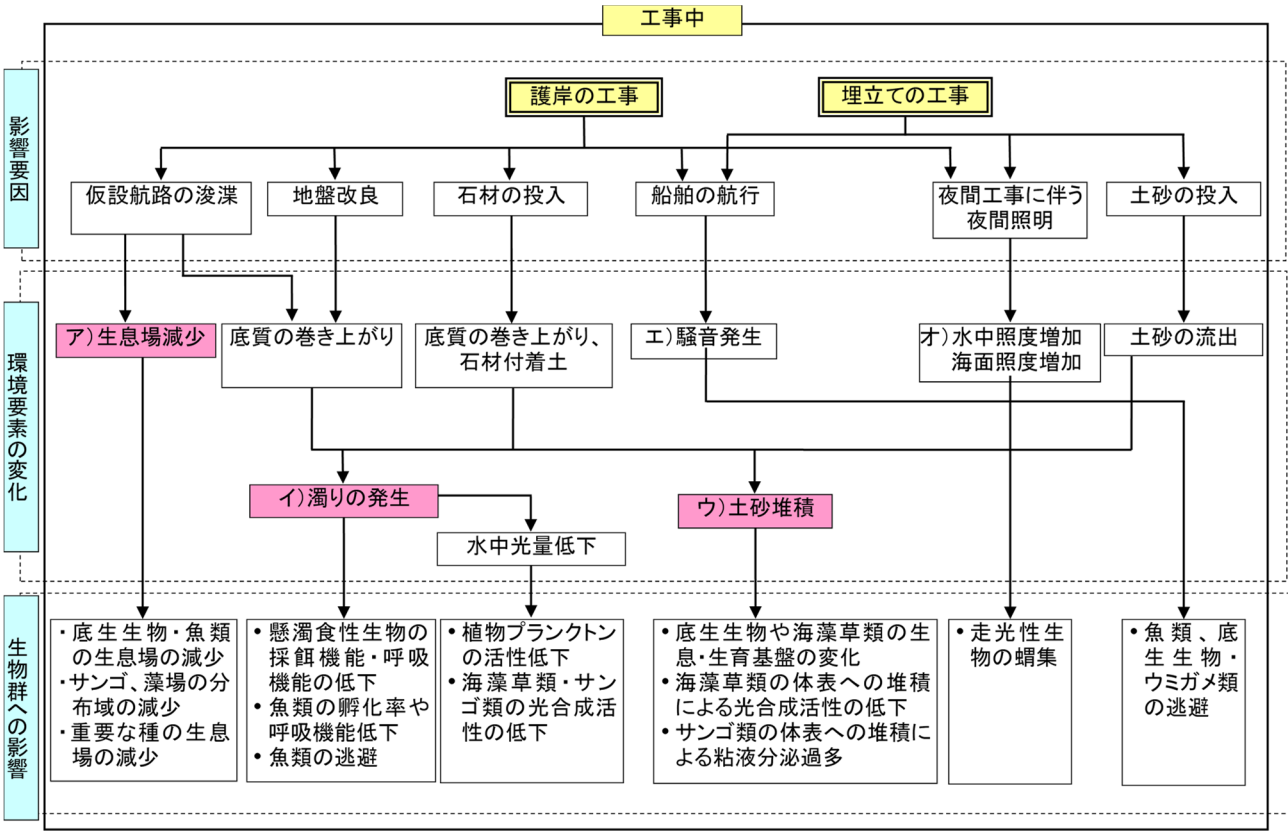 工事中
影響要因
護岸の工事
埋立ての工事
仮設航路の浚渫
地盤改良
石材の投入
船舶の航行
夜間工事に伴う
夜間照明
土砂の投入
環境要素の変化
ア）生息場減少
底質の巻き上がり
底質の巻き上がり、
石材付着土
エ）騒音発生
オ）水中照度増加
海面照度増加
土砂の流出
イ）濁りの発生
ウ）土砂堆積
水中光量低下
生物群への影響
・底生生物・魚類
の生息場の減少
・サンゴ、藻場の分
布域の減少
・重要な種の生息
場の減少
• 懸濁食性生物の
採餌機能・呼吸
機能の低下
• 魚類の孵化率や
呼吸機能低下
• 魚類の逃避
• 植物プランクトン
の活性低下
• 海藻草類・サン
ゴ類の光合成活
性の低下
• 底生生物や海藻草類の生
息・生育基盤の変化
• 海藻草類の体表への堆積
による光合成活性の低下
• サンゴ類の体表への堆積に
よる粘液分泌過多
• 走光性生
物の蝟集
• 魚類、底
生生物・
ウミガメ類
の逃避